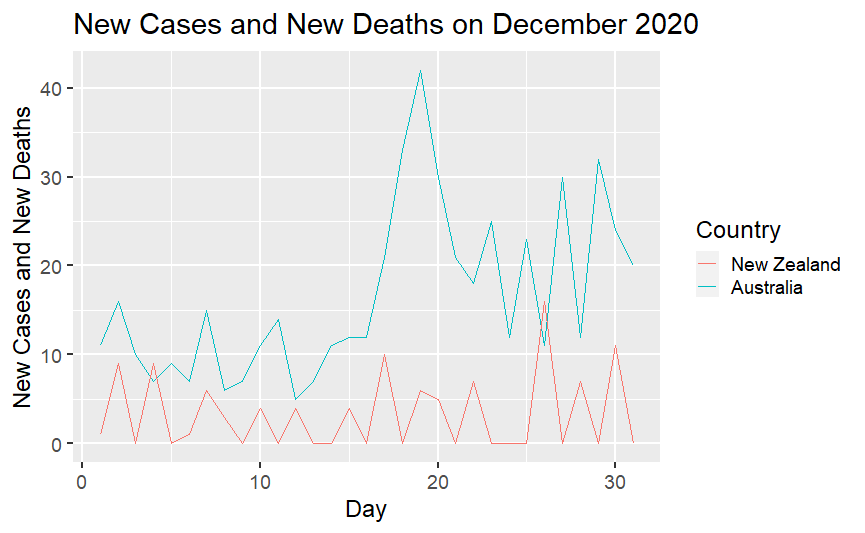 New Cases and New Deaths on December 2020
New Cases and New Deaths
40
30
20
10
0
0
10
20
30
Day
Country
New Zealand
Australia